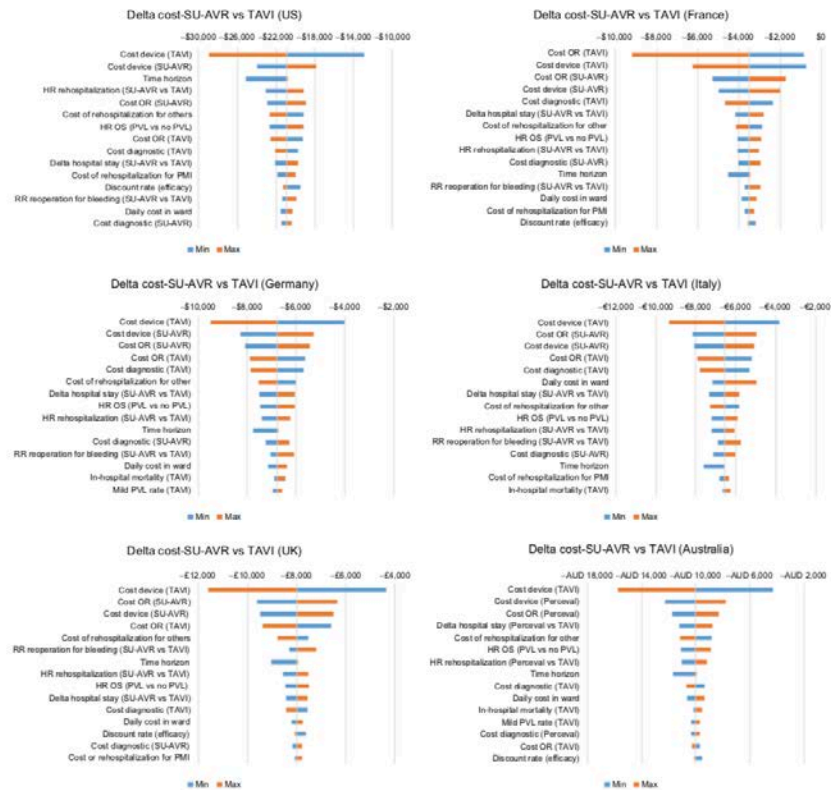 Delta cost-SU-AVR vs TAVI (US)
–$30,000 –$26,000 –$22,000 –$18,000 –$14,000 –$10,000
Cost device (TAVI)
Cost device (SU-AVR)
Time horizon
HR rehospitalization (SU-AVR vs TAVI)
Cost OR (SU-AVR)
Cost of rehospitalization for others
HR OS (PVL vs no PVL)
Cost OR (TAVI)
Cost diagnostic (TAVI)
Delta hospital stay (SU-AVR vs TAVI)
Cost of rehospitalization for PMI
Discount rate (efficacy)
RR reoperation for bleeding (SU-AVR vs TAVI)
Daily cost in ward
Cost diagnostic (SU-AVR)
Min Max
Delta cost-SU-AVR vs TAVI (France)
–$10,000 –$8,000 –$6,000 –$4,000 –$2,000 $0
Cost OR (TAVI)
Cost device (TAVI)
Cost OR (SU-AVR)
Cost device (SU-AVR)
Cost diagnostic (TAVI)
Delta hospital stay (SU-AVR vs TAVI)
Cost of rehospitalization for other
HR OS (PVL vs no PVL)
HR rehospitalization (SU-AVR vs TAVI)
Cost diagnostic (SU-AVR)
Time horizon
RR reoperation for bleeding (SU-AVR vs TAVI)
Daily cost in ward
Cost of rehospitalization for PMI
Discount rate (efficacy)
Min Max
Delta cost-SU-AVR vs TAVI (Germany)
–$10,000 –$8,000 –$6,000 –$4,000 –$2,000
Cost device (TAVI)
Cost device (SU-AVR)
Cost OR (SU-AVR)
Cost OR (TAVI)
Cost diagnostic (TAVI)
Cost of rehospitalization for other
Delta hospital stay (SU-AVR vs TAVI)
HR OS (PVL vs no PVL)
HR rehospitalization (SU-AVR vs TAVI)
Time horizon
Cost diagnostic (SU-AVR)
RR reoperation for bleeding (SU-AVR vs TAVI)
Daily cost in ward
In-hospital mortality (TAVI)
Mild PVL rate (TAVI)
Min Max
Delta cost-SU-AVR vs TAVI (Italy)
–£12,000 –£10,000 –£8,000 –£6,000 –£4,000 –£2,000
Cost device (TAVI)
Cost OR (SU-AVR)
Cost device (SU-AVR)
Cost OR (TAVI)
Cost diagnostic (TAVI)
Daily cost in ward
Delta hospital stay (SU-AVR vs TAVI)
Cost of rehospitalization for other
HR OS (PVL vs no PVL)
HR rehospitalization (SU-AVR vs TAVI)
RR reoperation for bleeding (SU-AVR vs TAVI)
Cost diagnostic (SU-AVR)
Time horizon
Cost of rehospitalization for PMI
In-hospital mortality (TAVI)
Min Max
Delta cost-SU-AVR vs TAVI (UK)
–£12,000 –£10,000 –£8,000 –£6,000 –£4,000
Cost device (TAVI)
Cost OR (SU-AVR)
Cost device (SU-AVR)
Cost OR (TAVI)
Cost of rehospitalization for others
RR reoperation for bleeding (SU-AVR vs TAVI)
Time horizon
HR rehospitalization (SU-AVR vs TAVI)
HR OS (PVL vs no PVL)
Delta hospital stay (SU-AVR vs TAVI)
Cost diagnostic (TAVI)
Daily cost in ward
Discount rate (efficacy)
Cost diagnostic (SU-AVR)
Cost or rehospitalization for PMI
Min Max
Delta cost-SU-AVR vs TAVI (Australia)
–AUD 18,000 –AUD 14,000 –AUD 10,000 –AUD 6,000 –AUD 2,000
Cost device (TAVI)
Cost device (Perceval)
Cost OR (Perceval)
Delta hospital stay (Perceval vs TAVI)
Cost of rehospitalization for other
HR OS (PVL vs no PVL)
HR rehospitalization (Perceval vs TAVI)
Time horizon
Cost diagnostic (TAVI)
Daily cost in ward
In-hospital mortality (TAVI)
Mild PVL rate (TAVI)
Cost diagnostic (Perceval)
Cost OR (TAVI)
Discount rate (efficacy)
Min Max